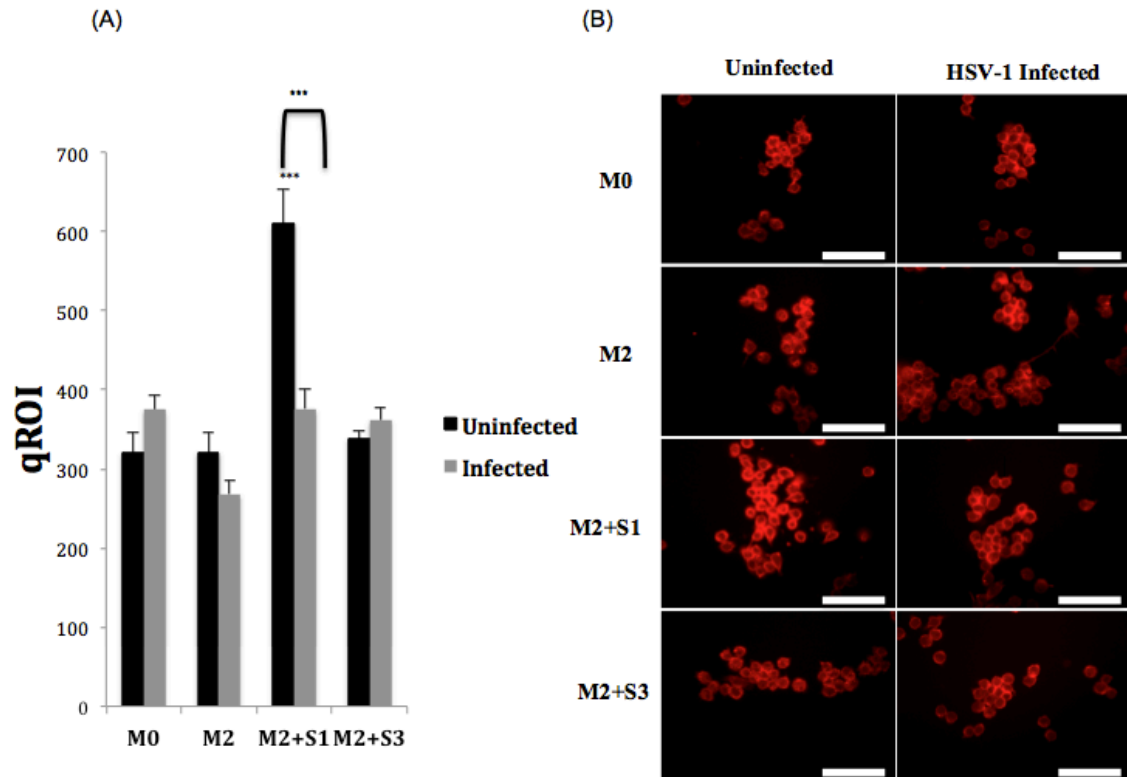 (A)
(B)
Uninfected
HSV-1 Infected
***
***
700
600
500
400
300
200
100
0
qROI
Uninfected
Infected
M0
M2
M2+S1
M2+S3
M0
M2
M2+S1
M2+S3